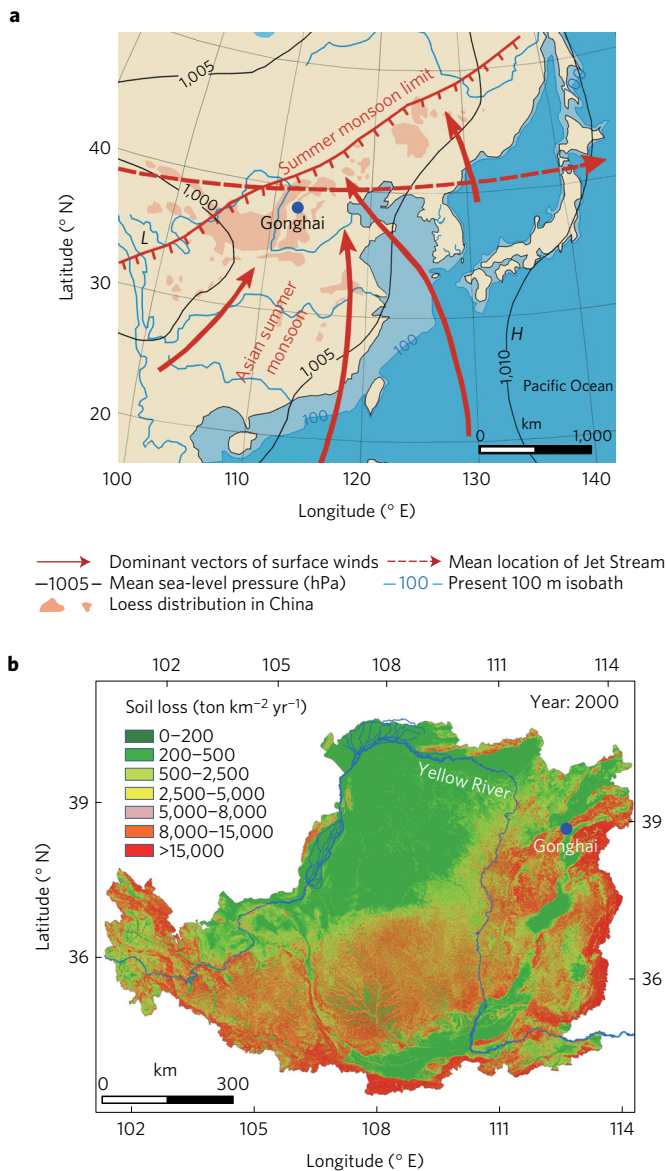 a
1,005
100
40
Summer monsoon limit
1,000
Gonghai
L
30
Latitude (° N)
Asian summer
monsoon
1,005
100
H
1,010
Pacific Ocean
20
100
km
0 1,000
100 110 120 130 140
Longitude (° E)
Dominant vectors of surface winds
Mean location of Jet Stream
–1005– Mean sea-level pressure (hPa)
–100– Present 100 m isobath
Loess distribution in China
b
102 105 108 111 114
Soil loss (ton km⁻² yr⁻¹)
Year: 2000
0–200
200–500
500–2,500
2,500–5,000
5,000–8,000
8,000–15,000
>15,000
Yellow River
39
39
Gonghai
Latitude (° N)
36
36
km
0 300
102 105 108 111 114
Longitude (° E)